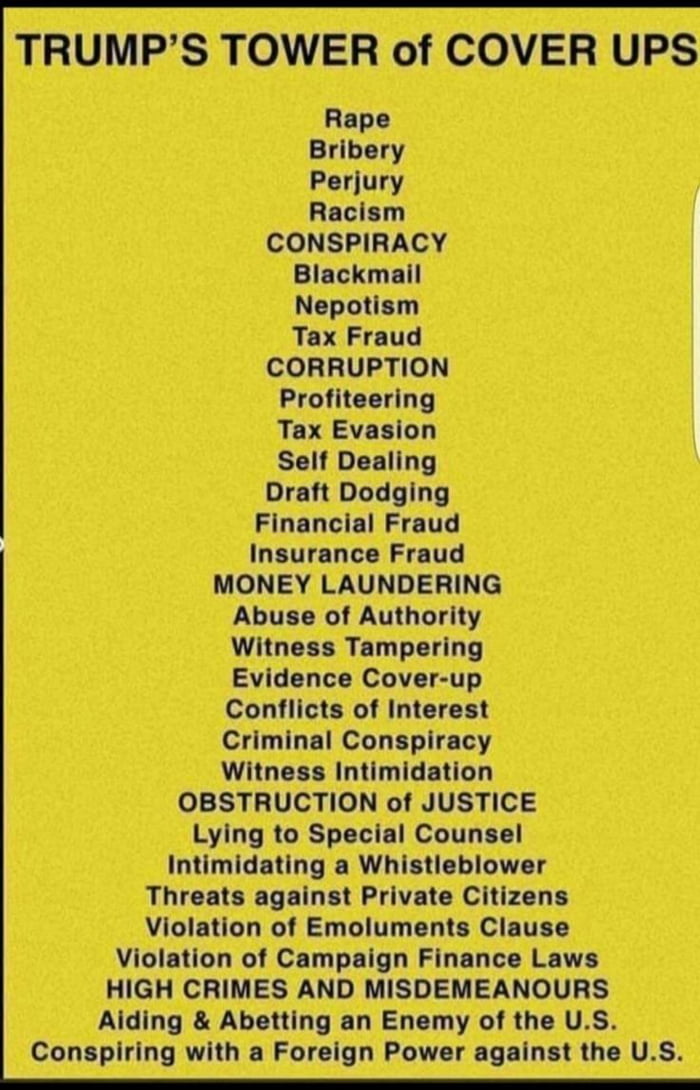 TRUMP'S TOWER of COVER UPS
Rape
Bribery
Perjury
Racism
CONSPIRACY
Blackmail
Nepotism
Tax Fraud
CORRUPTION
Profiteering
Tax Evasion
Self Dealing
Draft Dodging
Financial Fraud
Insurance Fraud
MONEY LAUNDERING
Abuse of Authority
Witness Tampering
Evidence Cover-up
Conflicts of Interest
Criminal Conspiracy
Witness Intimidation
OBSTRUCTION of JUSTICE
Lying to Special Counsel
Intimidating a Whistleblower
Threats against Private Citizens
Violation of Emoluments Clause
Violation of Campaign Finance Laws
HIGH CRIMES AND MISDEMEANOURS
Aiding & Abetting an Enemy of the U.S.
Conspiring with a Foreign Power against the U.S.